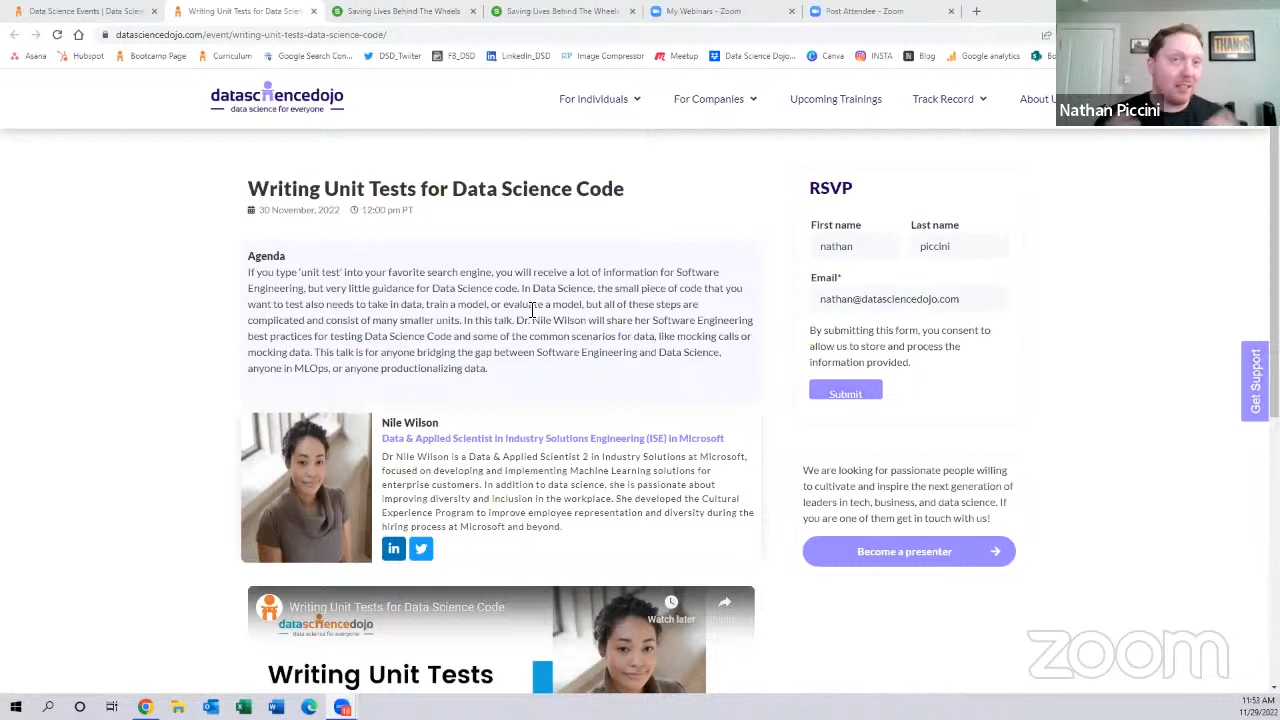 Data Science Events | Data Scien
Writing Unit Tests for Data Scien
Saving Lives Behind The Wheels
Saving Lives Behind The Wheels
My Webinars - Zoom
Post Attendee - Zoom
datasciencedojo.com/event/writing-unit-tests-data-science-code/
Asana
Hubspot
Bootcamp Page
Curriculum
Google Search Con...
DSD_Twiter
FB_DSD
LinkedIn_DSD
Image Compressor
Meetup
Data Science Dojo...
Canva
INSTA
Blog
Google analytics
Bo
THANKS
Nathan Piccini
datasciencedojo
data science for everyone
For Individuals
For Companies
Upcoming Trainings
Track Record
About U
Writing Unit Tests for Data Science Code
30 November, 2022 12:00 pm PT
Agenda
If you type 'unit test' into your favorite search engine, you will receive a lot of information for Software
Engineering, but very little guidance for Data Science code. In Data Science, the small piece of code that you
want to test also needs to take in data, train a model, or evaluate a model, but all of these steps are
complicated and consist of many smaller units. In this talk, Dr. Nile Wilson will share her Software Engineering
best practices for testing Data Science Code and some of the common scenarios for data, like mocking calls or
mocking data. This talk is for anyone bridging the gap between Software Engineering and Data Science,
anyone in MLOps, or anyone productionalizing data.
Nile Wilson
Data & Applied Scientist in Industry Solutions Engineering (ISE) in Microsoft
Dr Nile Wilson is a Data & Applied Scientist 2 in Industry Solutions at Microsoft,
focused on developing and implementing Machine Learning solutions for
enterprise customers. In addition to data science, she is passionate about
improving diversity and inclusion in the workplace. She developed the Cultural
Experience Program to improve employee representation and diversity during the
hiring process at Microsoft and beyond.
Writing Unit Tests for Data Science Code
Watch later
Share
datasciencedojo
data science for everyone
Writing Unit Tests
RSVP
First name
Last name
nathan
piccini
Email*
nathan@datasciencedojo.com
By submitting this form, you consent to
allow us to store and process the
information provided.
Submit
We are looking for passionate people willing
to cultivate and inspire the next generation of
leaders in tech, business, and data science. If
you are one of them get in touch with us!
Become a presenter
Get Support
zoom
11:53 AM
11/29/2022